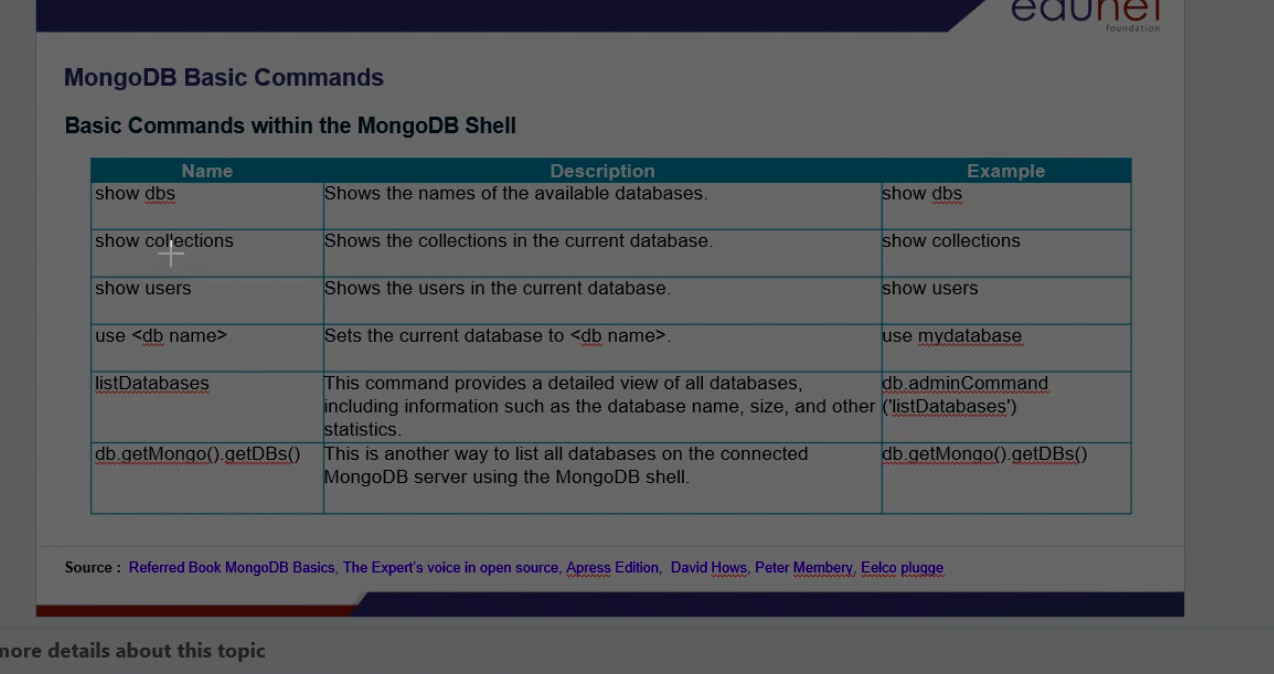 edunet
foundation
MongoDB Basic Commands
Basic Commands within the MongoDB Shell
Name Description Example
show dbs Shows the names of the available databases. show dbs
show collections Shows the collections in the current database. show collections
show users Shows the users in the current database. show users
use <db name> Sets the current database to <db name>. use mydatabase
listDatabases This command provides a detailed view of all databases, db.adminCommand
including information such as the database name, size, and other ('listDatabases')
statistics.
db.getMongo().getDBs() This is another way to list all databases on the connected db.getMongo().getDBs()
MongoDB server using the MongoDB shell.
Source : Referred Book MongoDB Basics, The Expert's voice in open source, Apress Edition, David Hows, Peter Membery, Eelco plugge
more details about this topic